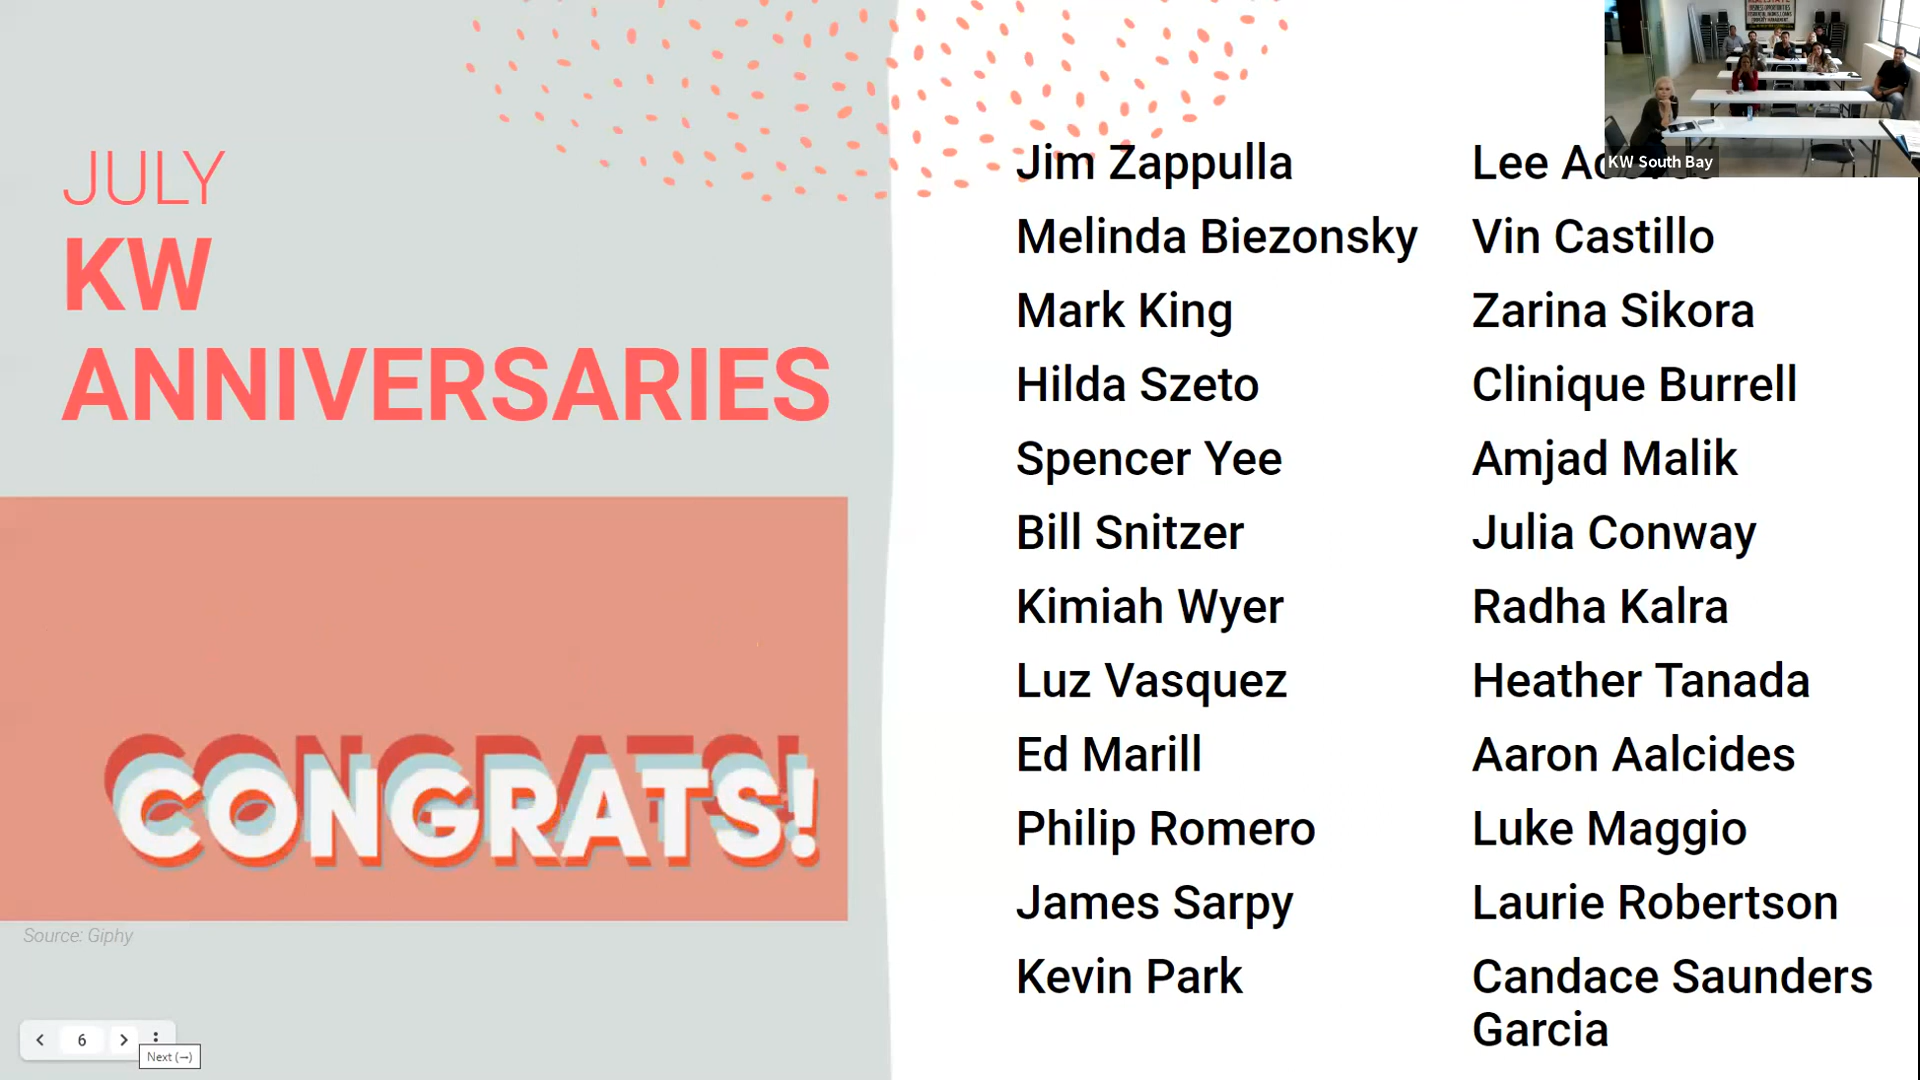 JULY
KW
ANNIVERSARIES
CONGRATS!
Source: Giphy
6
Next (→)
Jim Zappulla
Melinda Biezonsky
Mark King
Hilda Szeto
Spencer Yee
Bill Snitzer
Kimiah Wyer
Luz Vasquez
Ed Marill
Philip Romero
James Sarpy
Kevin Park
Lee
Vin Castillo
Zarina Sikora
Clinique Burrell
Amjad Malik
Julia Conway
Radha Kalra
Heather Tanada
Aaron Aalcides
Luke Maggio
Laurie Robertson
Candace Saunders
Garcia
KW South Bay